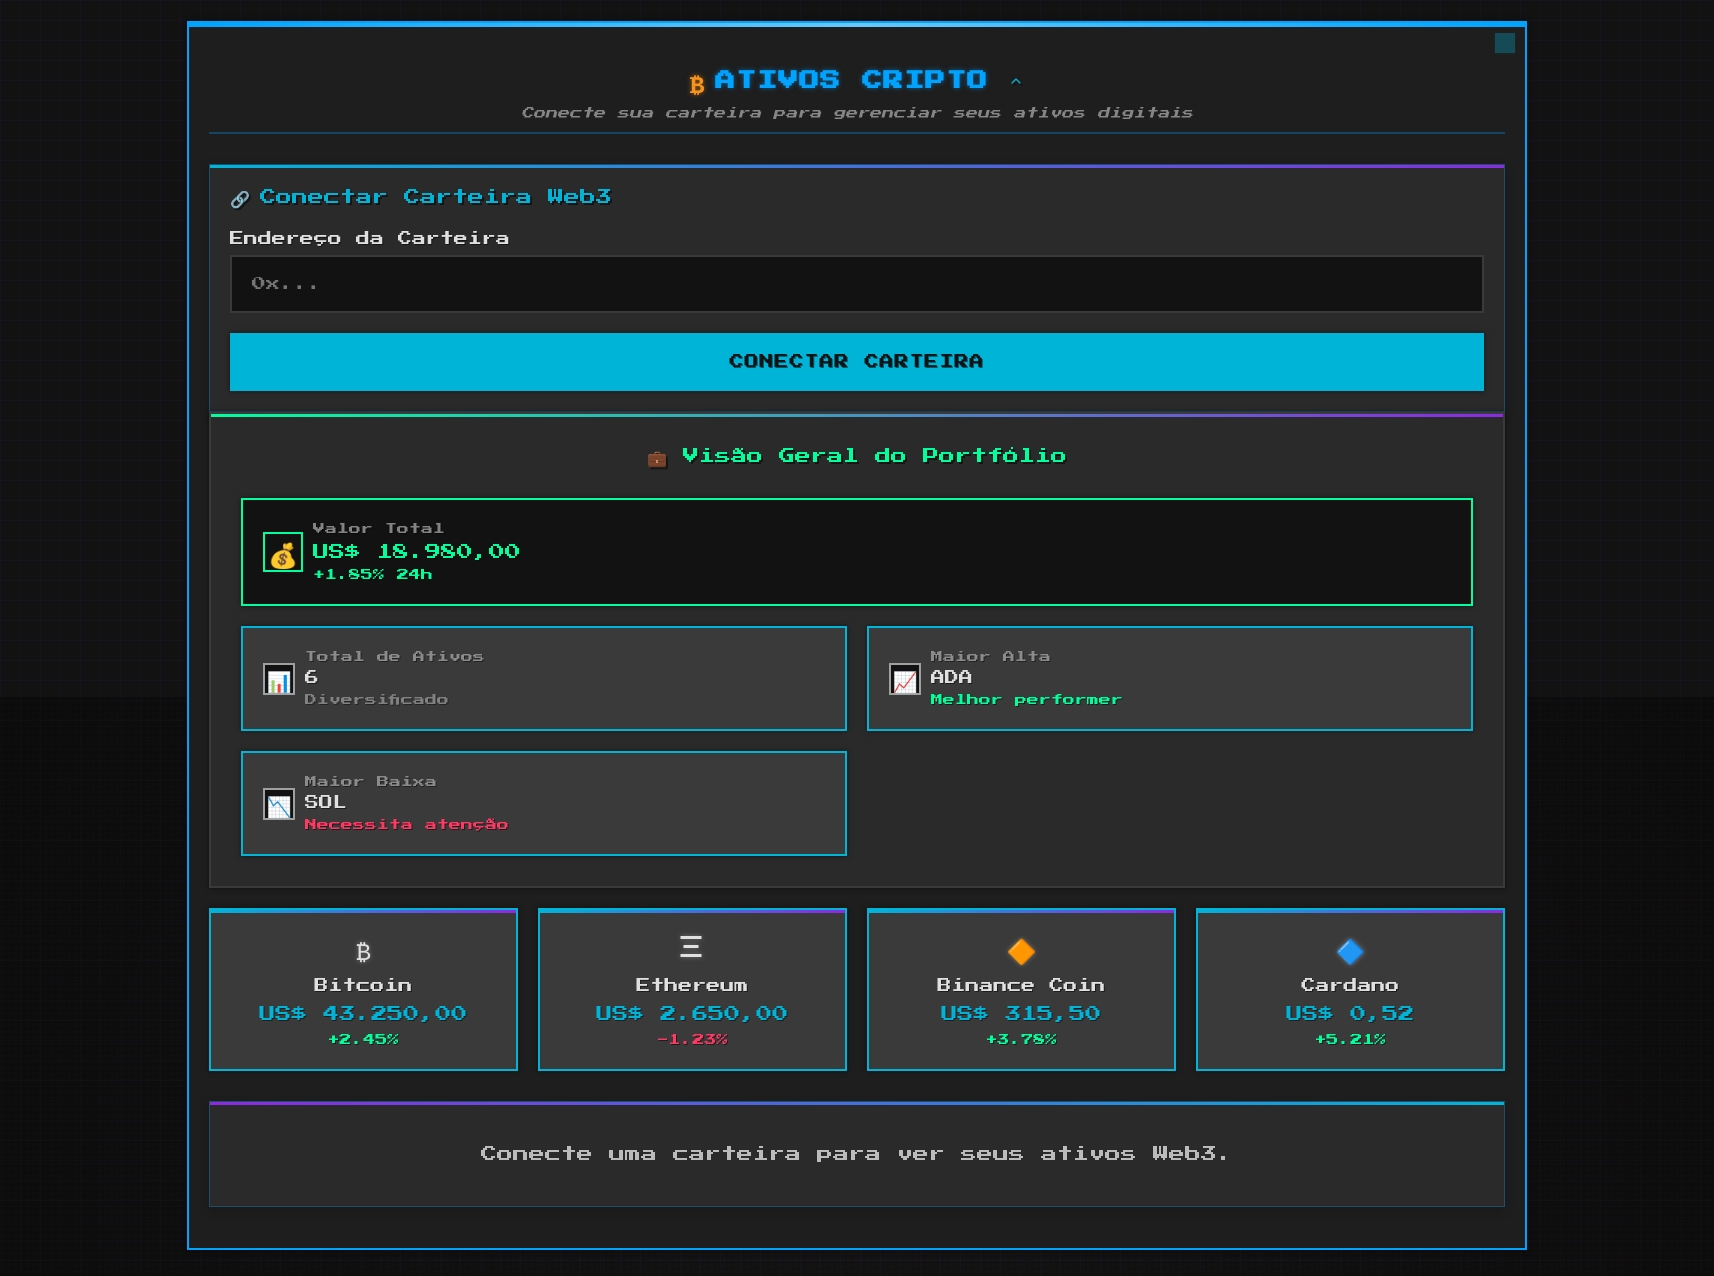 ₿ ATIVOS CRIPTO ^
Conecte sua carteira para gerenciar seus ativos digitais
Conectar Carteira Web3
Endereço da Carteira
0x...
CONECTAR CARTEIRA
Visão Geral do Portfólio
Valor Total
US$ 18.980,00
+1.85% 24h
Total de Ativos
6
Diversificado
Maior Alta
ADA
Melhor performer
Maior Baixa
SOL
Necessita atenção
₿
Bitcoin
US$ 43.250,00
+2.45%
Ξ
Ethereum
US$ 2.650,00
-1.23%
Binance Coin
US$ 315,50
+3.78%
Cardano
US$ 0,52
+5.21%
Conecte uma carteira para ver seus ativos Web3.